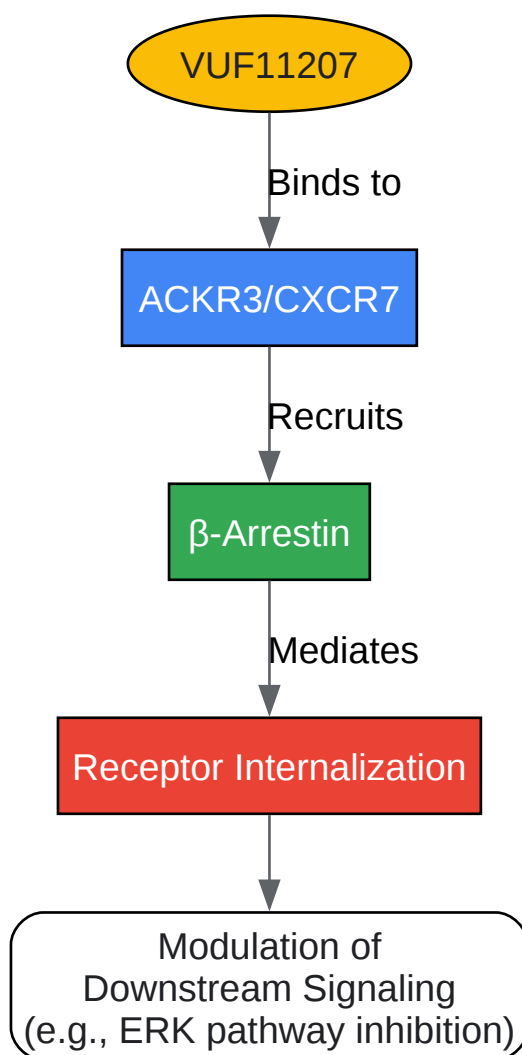 VUF11207
Binds to
ACKR3/CXCR7
Recruits
β-Arrestin
Mediates
Receptor Internalization
Modulation of
Downstream Signaling
(e.g., ERK pathway inhibition)